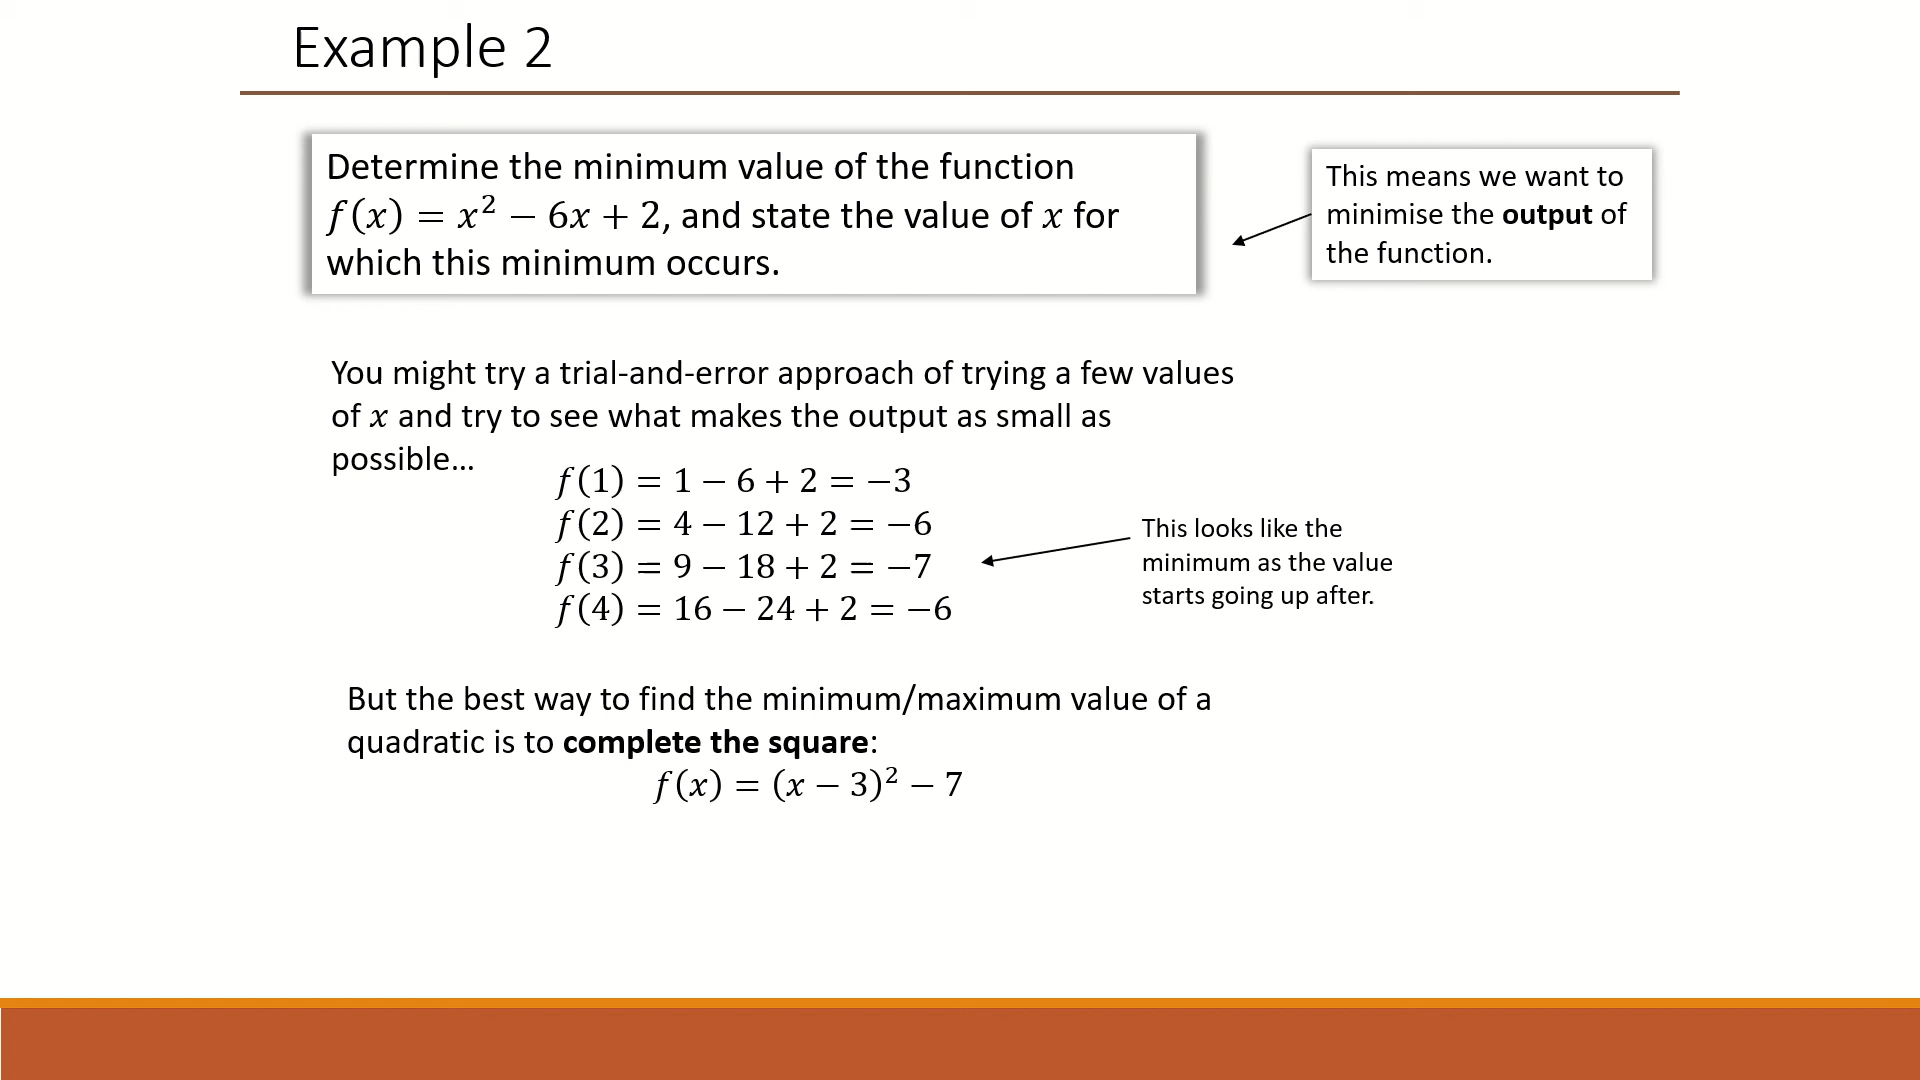 Example 2
Determine the minimum value of the function
f(x) = x² − 6x + 2, and state the value of x for
which this minimum occurs.
This means we want to
minimise the output of
the function.
You might try a trial-and-error approach of trying a few values
of x and try to see what makes the output as small as
possible…
f(1) = 1 − 6 + 2 = −3
f(2) = 4 − 12 + 2 = −6
f(3) = 9 − 18 + 2 = −7
f(4) = 16 − 24 + 2 = −6
This looks like the
minimum as the value
starts going up after.
But the best way to find the minimum/maximum value of a
quadratic is to complete the square:
f(x) = (x − 3)² − 7